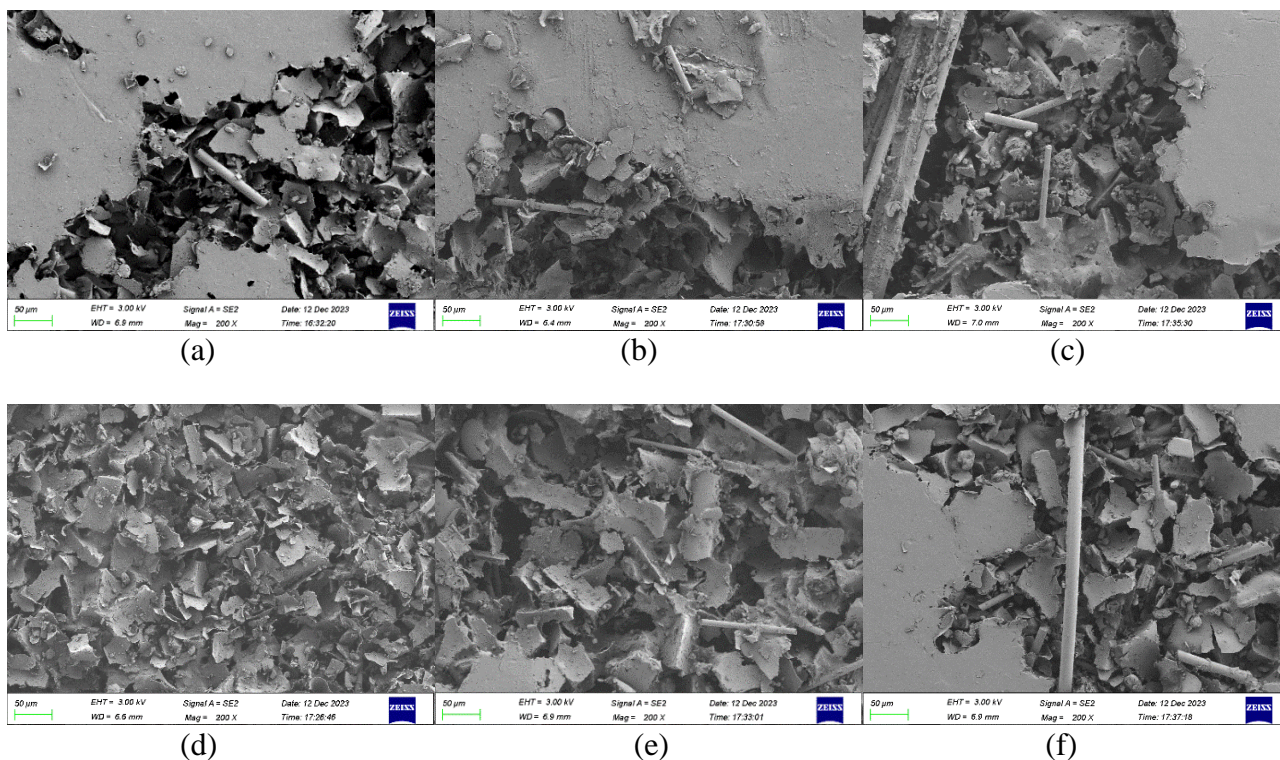 50 µm EHT = 3.00 kV Signal A = SE2 Date: 12 Dec 2023 ZEISS
WD = 6.9 mm Mag = 200 X Time: 16:32:20
50 µm EHT = 3.00 kV Signal A = SE2 Date: 12 Dec 2023 ZEISS
WD = 6.4 mm Mag = 200 X Time: 17:30:58
50 µm EHT = 3.00 kV Signal A = SE2 Date: 12 Dec 2023 ZEISS
WD = 7.0 mm Mag = 200 X Time: 17:35:30
(a) (b) (c)
50 µm EHT = 3.00 kV Signal A = SE2 Date: 12 Dec 2023 ZEISS
WD = 6.6 mm Mag = 200 X Time: 17:26:46
50 µm EHT = 3.00 kV Signal A = SE2 Date: 12 Dec 2023 ZEISS
WD = 6.9 mm Mag = 200 X Time: 17:33:01
50 µm EHT = 3.00 kV Signal A = SE2 Date: 12 Dec 2023 ZEISS
WD = 6.9 mm Mag = 200 X Time: 17:37:18
(d) (e) (f)